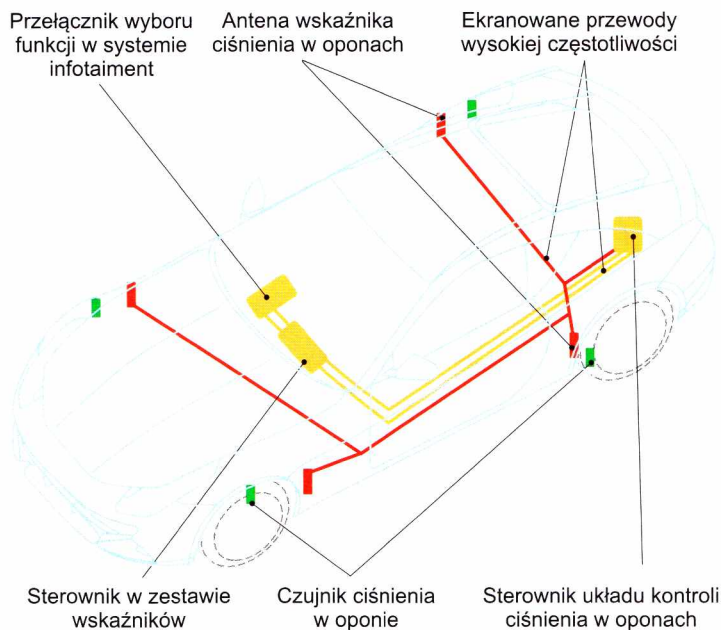 Przełącznik wyboru
funkcji w systemie
infotaiment
Antena wskaźnika
ciśnienia w oponach
Ekranowane przewody
wysokiej częstotliwości
Sterownik w zestawie
wskaźników
Czujnik ciśnienia
w oponie
Sterownik układu kontroli
ciśnienia w oponach